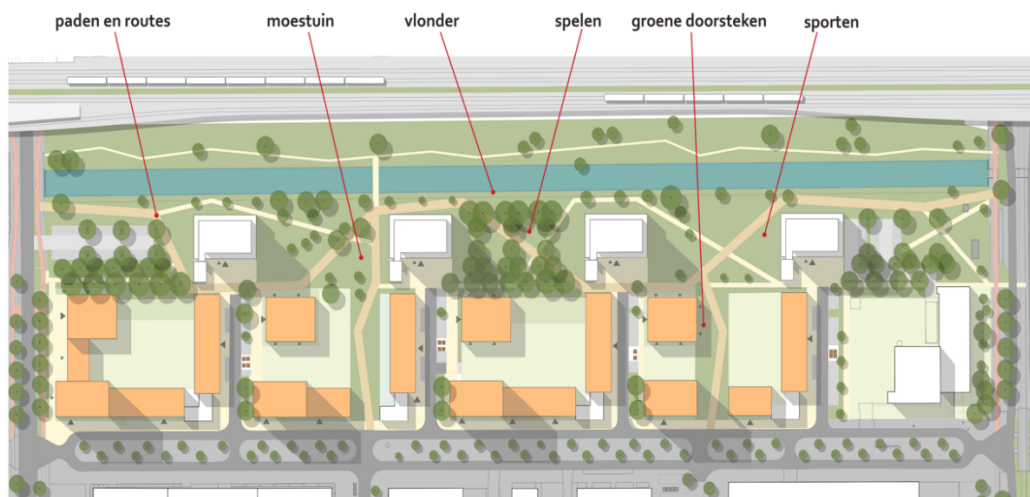 paden en routes
moestuin
vlonder
spelen
groene doorsteken
sporten